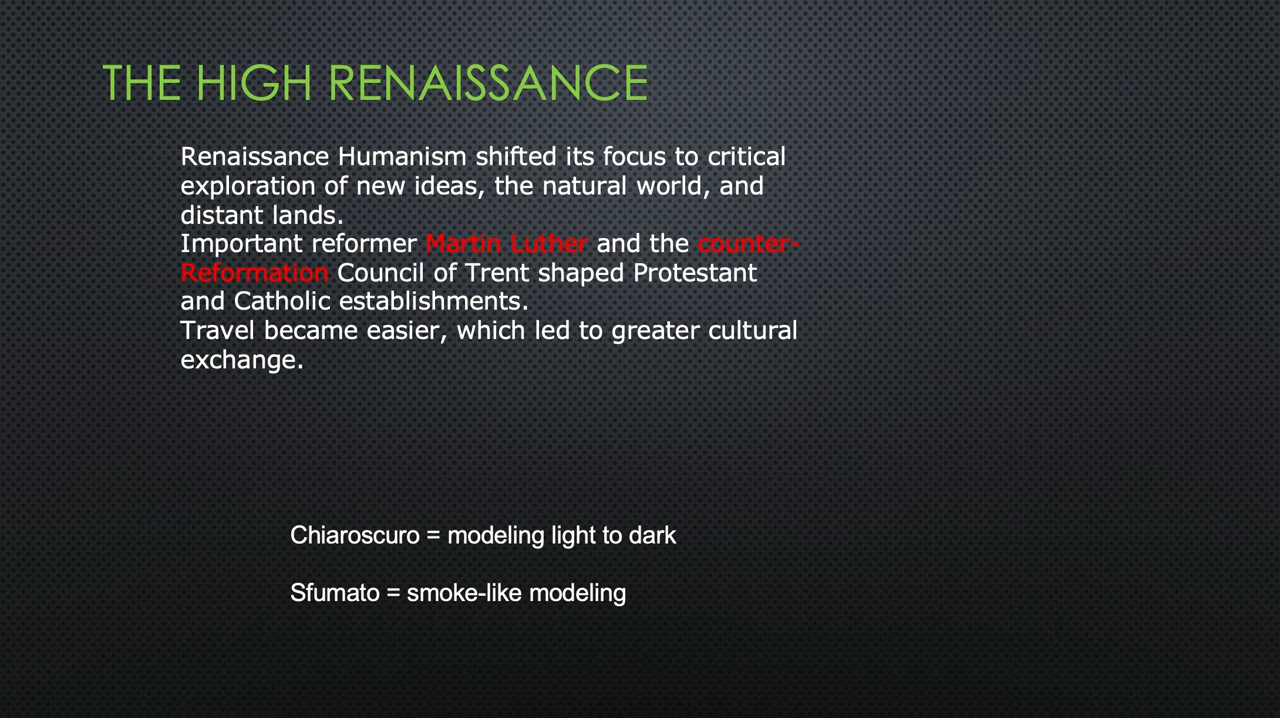 THE HIGH RENAISSANCE
Renaissance Humanism shifted its focus to critical
exploration of new ideas, the natural world, and
distant lands.
Important reformer Martin Luther and the counter-
Reformation Council of Trent shaped Protestant
and Catholic establishments.
Travel became easier, which led to greater cultural
exchange.
Chiaroscuro = modeling light to dark
Sfumato = smoke-like modeling